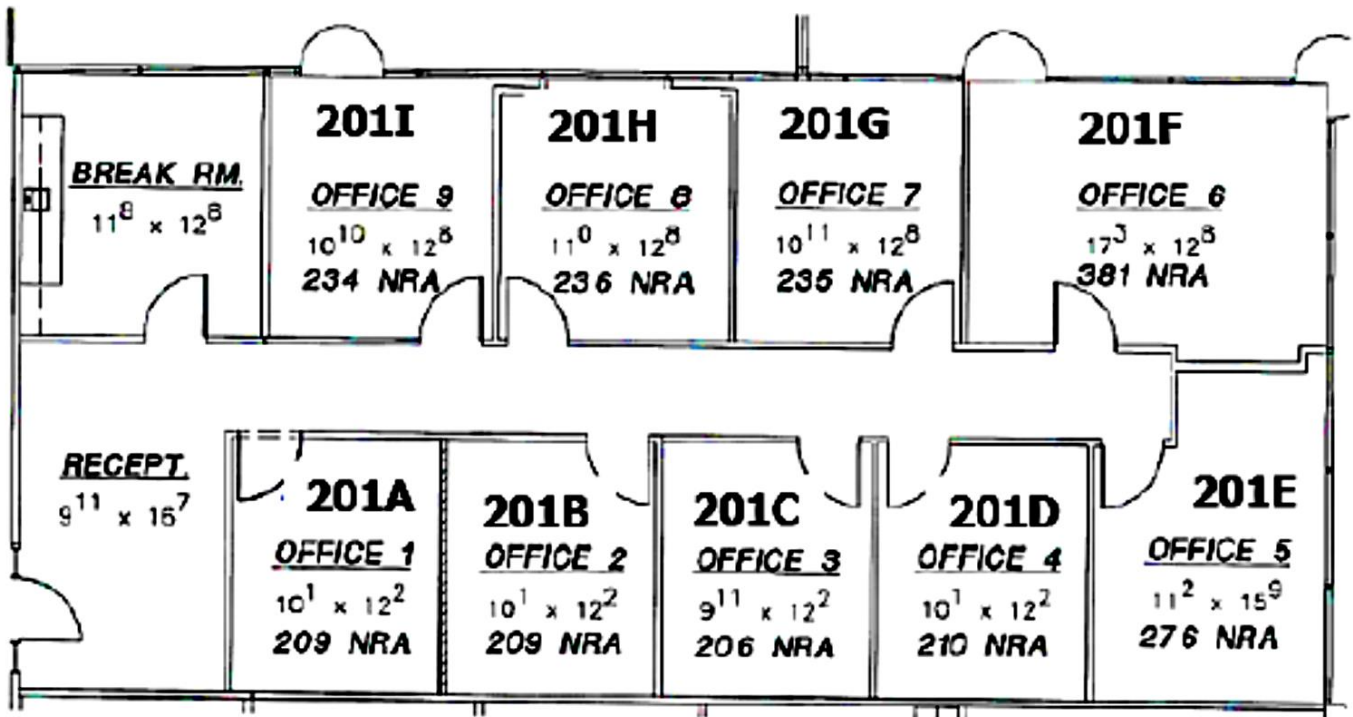 BREAK RM.
11⁸ x 12⁸
201I
OFFICE 9
10¹⁰ x 12⁸
234 NRA
201H
OFFICE 8
11⁰ x 12⁸
236 NRA
201G
OFFICE 7
10¹¹ x 12⁸
235 NRA
201F
OFFICE 6
17³ x 12⁸
381 NRA
RECEPT.
9¹¹ x 16⁷
201A
OFFICE 1
10¹ x 12²
209 NRA
201B
OFFICE 2
10¹ x 12²
209 NRA
201C
OFFICE 3
9¹¹ x 12²
206 NRA
201D
OFFICE 4
10¹ x 12²
210 NRA
201E
OFFICE 5
11² x 15⁹
276 NRA